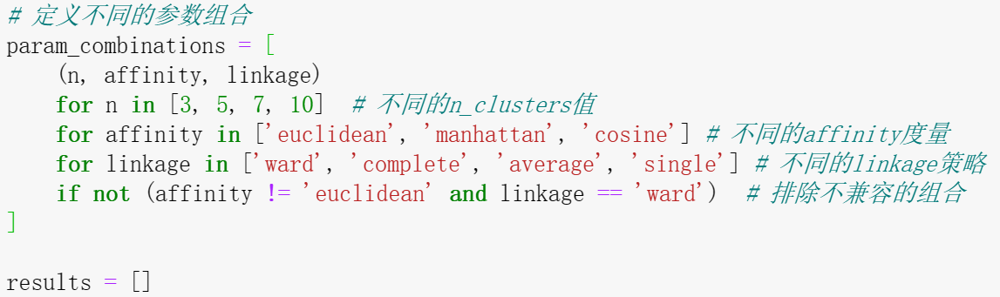 # 定义不同的参数组合
param_combinations = [
    (n, affinity, linkage)
    for n in [3, 5, 7, 10]  # 不同的n_clusters值
    for affinity in ['euclidean', 'manhattan', 'cosine'] # 不同的affinity度量
    for linkage in ['ward', 'complete', 'average', 'single'] # 不同的linkage策略
    if not (affinity != 'euclidean' and linkage == 'ward')  # 排除不兼容的组合
]
results = []